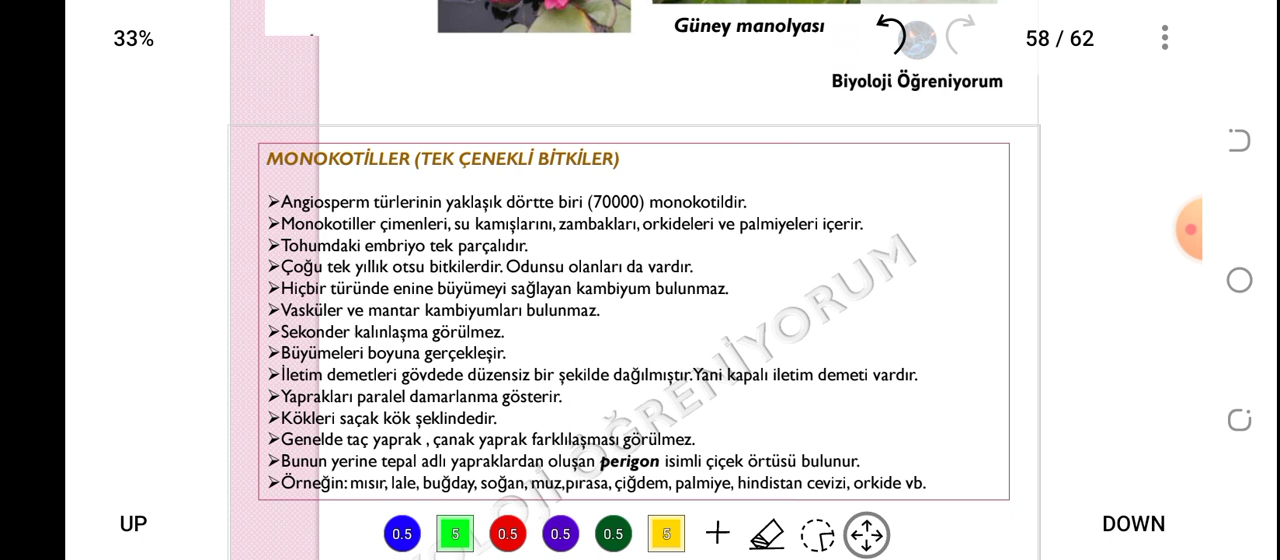 Güney manolyası
33%
58 / 62
Biyoloji Öğreniyorum
MONOKOTİLLER (TEK ÇENEKLİ BİTKİLER)
➢Angiosperm türlerinin yaklaşık dörtte biri (70000) monokotildir.
➢Monokotiller çimenleri, su kamışlarını, zambakları, orkideleri ve palmiyeleri içerir.
➢Tohumdaki embriyo tek parçalıdır.
➢Çoğu tek yıllık otsu bitkilerdir. Odunsu olanları da vardır.
➢Hiçbir türünde enine büyümeyi sağlayan kambiyum bulunmaz.
➢Vasküler ve mantar kambiyumları bulunmaz.
➢Sekonder kalınlaşma görülmez.
➢Büyümeleri boyuna gerçekleşir.
➢İletim demetleri gövdede düzensiz bir şekilde dağılmıştır. Yani kapalı iletim demeti vardır.
➢Yaprakları paralel damarlanma gösterir.
➢Kökleri saçak kök şeklindedir.
➢Genelde taç yaprak , çanak yaprak farklılaşması görülmez.
➢Bunun yerine tepal adlı yapraklardan oluşan perigon isimli çiçek örtüsü bulunur.
➢Örneğin: mısır, lale, buğday, soğan, muz,pırasa, çiğdem, palmiye, hindistan cevizi, orkide vb.
BİYOLOJİ ÖĞRENİYORUM
UP
0.5 5 0.5 0.5 0.5 5
DOWN